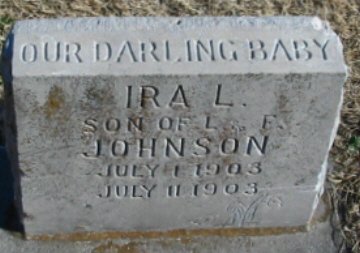 OUR DARLING BABY
IRA L.
SON OF L. & F.
JOHNSON
JULY 1 1903
JULY 11 1903